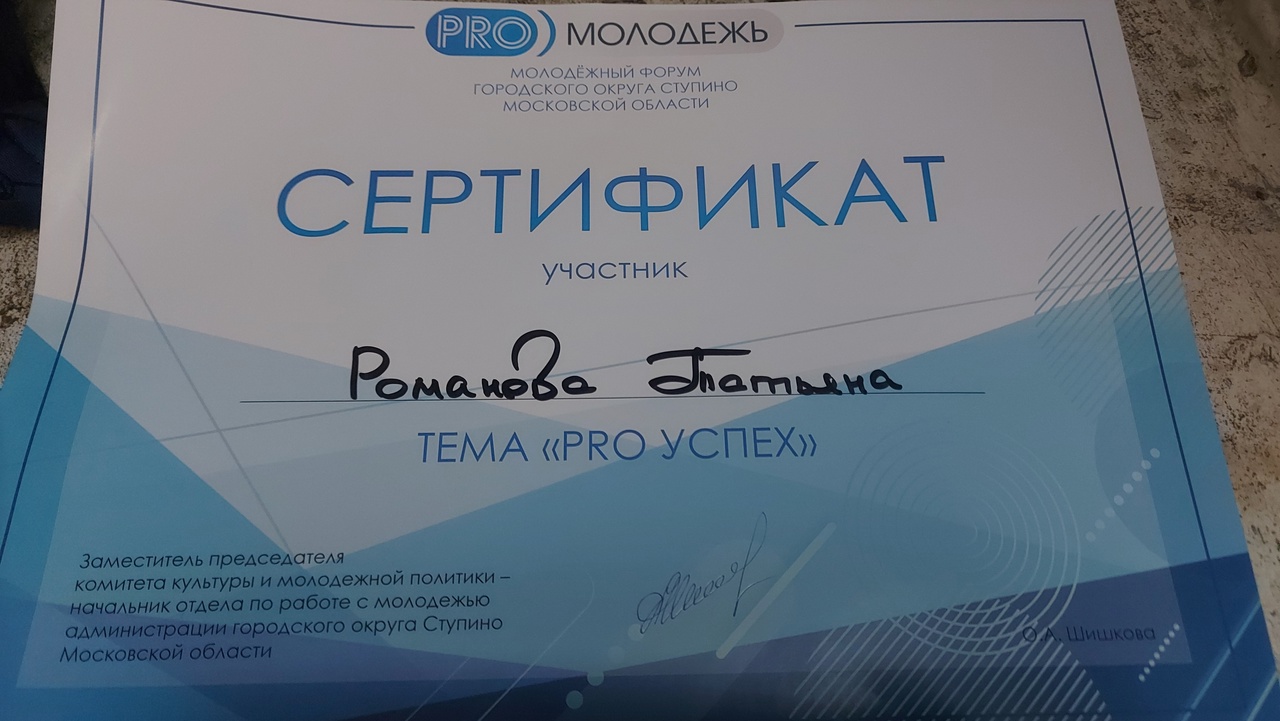 PRO) МОЛОДЕЖЬ
МОЛОДЁЖНЫЙ ФОРУМ
ГОРОДСКОГО ОКРУГА СТУПИНО
МОСКОВСКОЙ ОБЛАСТИ
СЕРТИФИКАТ
участник
Романова Татьяна
ТЕМА «PRO УСПЕХ»
Заместитель председателя
комитета культуры и молодежной политики –
начальник отдела по работе с молодежью
администрации городского округа Ступино
Московской области
О.А. Шишкова